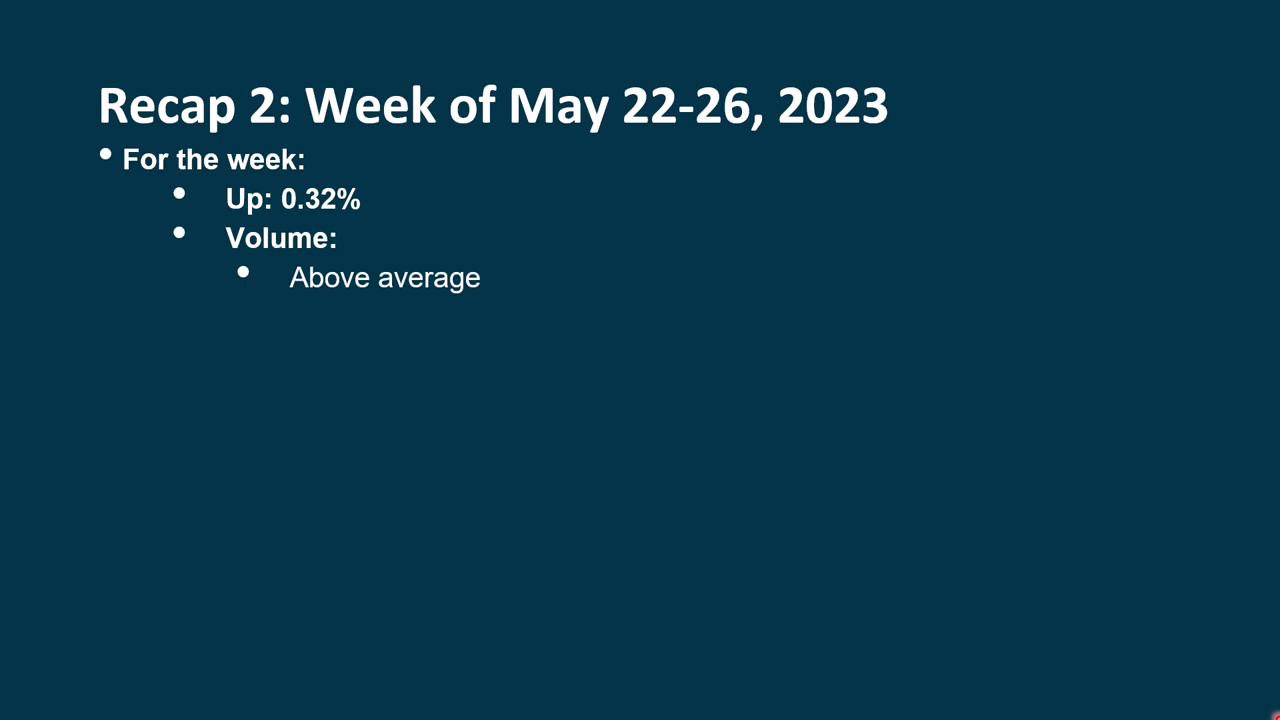 Recap 2: Week of May 22-26, 2023
• For the week:
• Up: 0.32%
• Volume:
• Above average